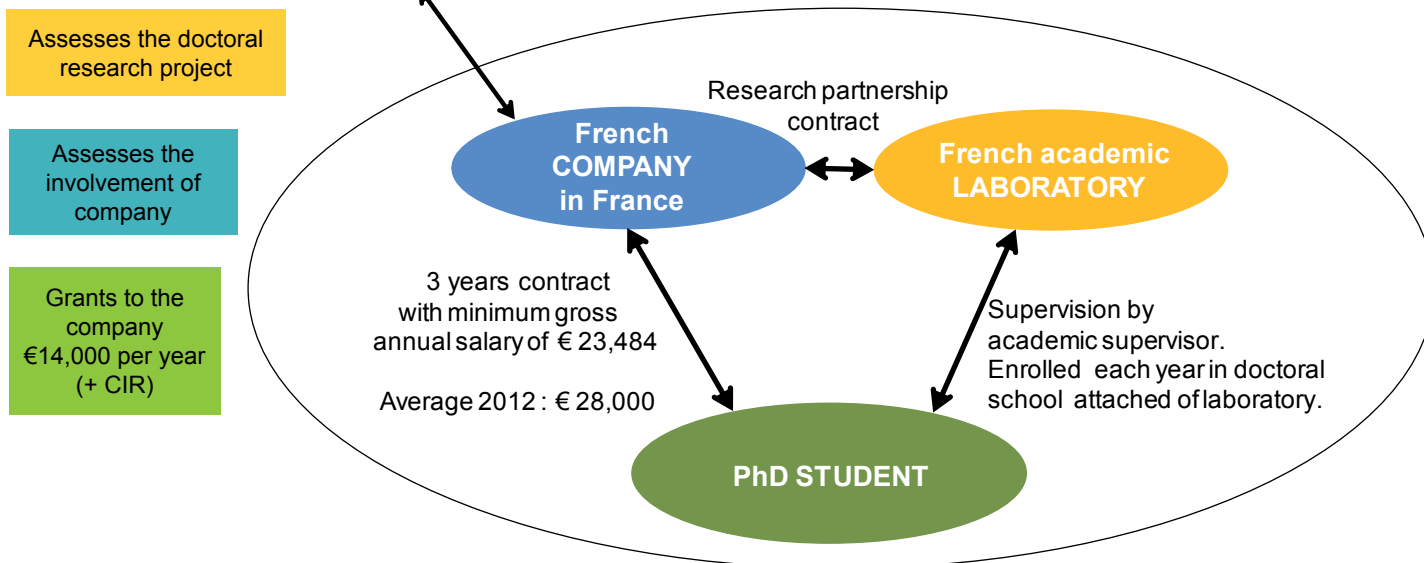 Assesses the doctoral
research project
Assesses the
involvement of
company
Grants to the
company
€14,000 per year
(+ CIR)
Research partnership
contract
French
COMPANY
in France
French academic
LABORATORY
3 years contract
with minimum gross
annual salary of € 23,484
Average 2012 : € 28,000
Supervision by
academic supervisor.
Enrolled each year in doctoral
school attached of laboratory.
PhD STUDENT